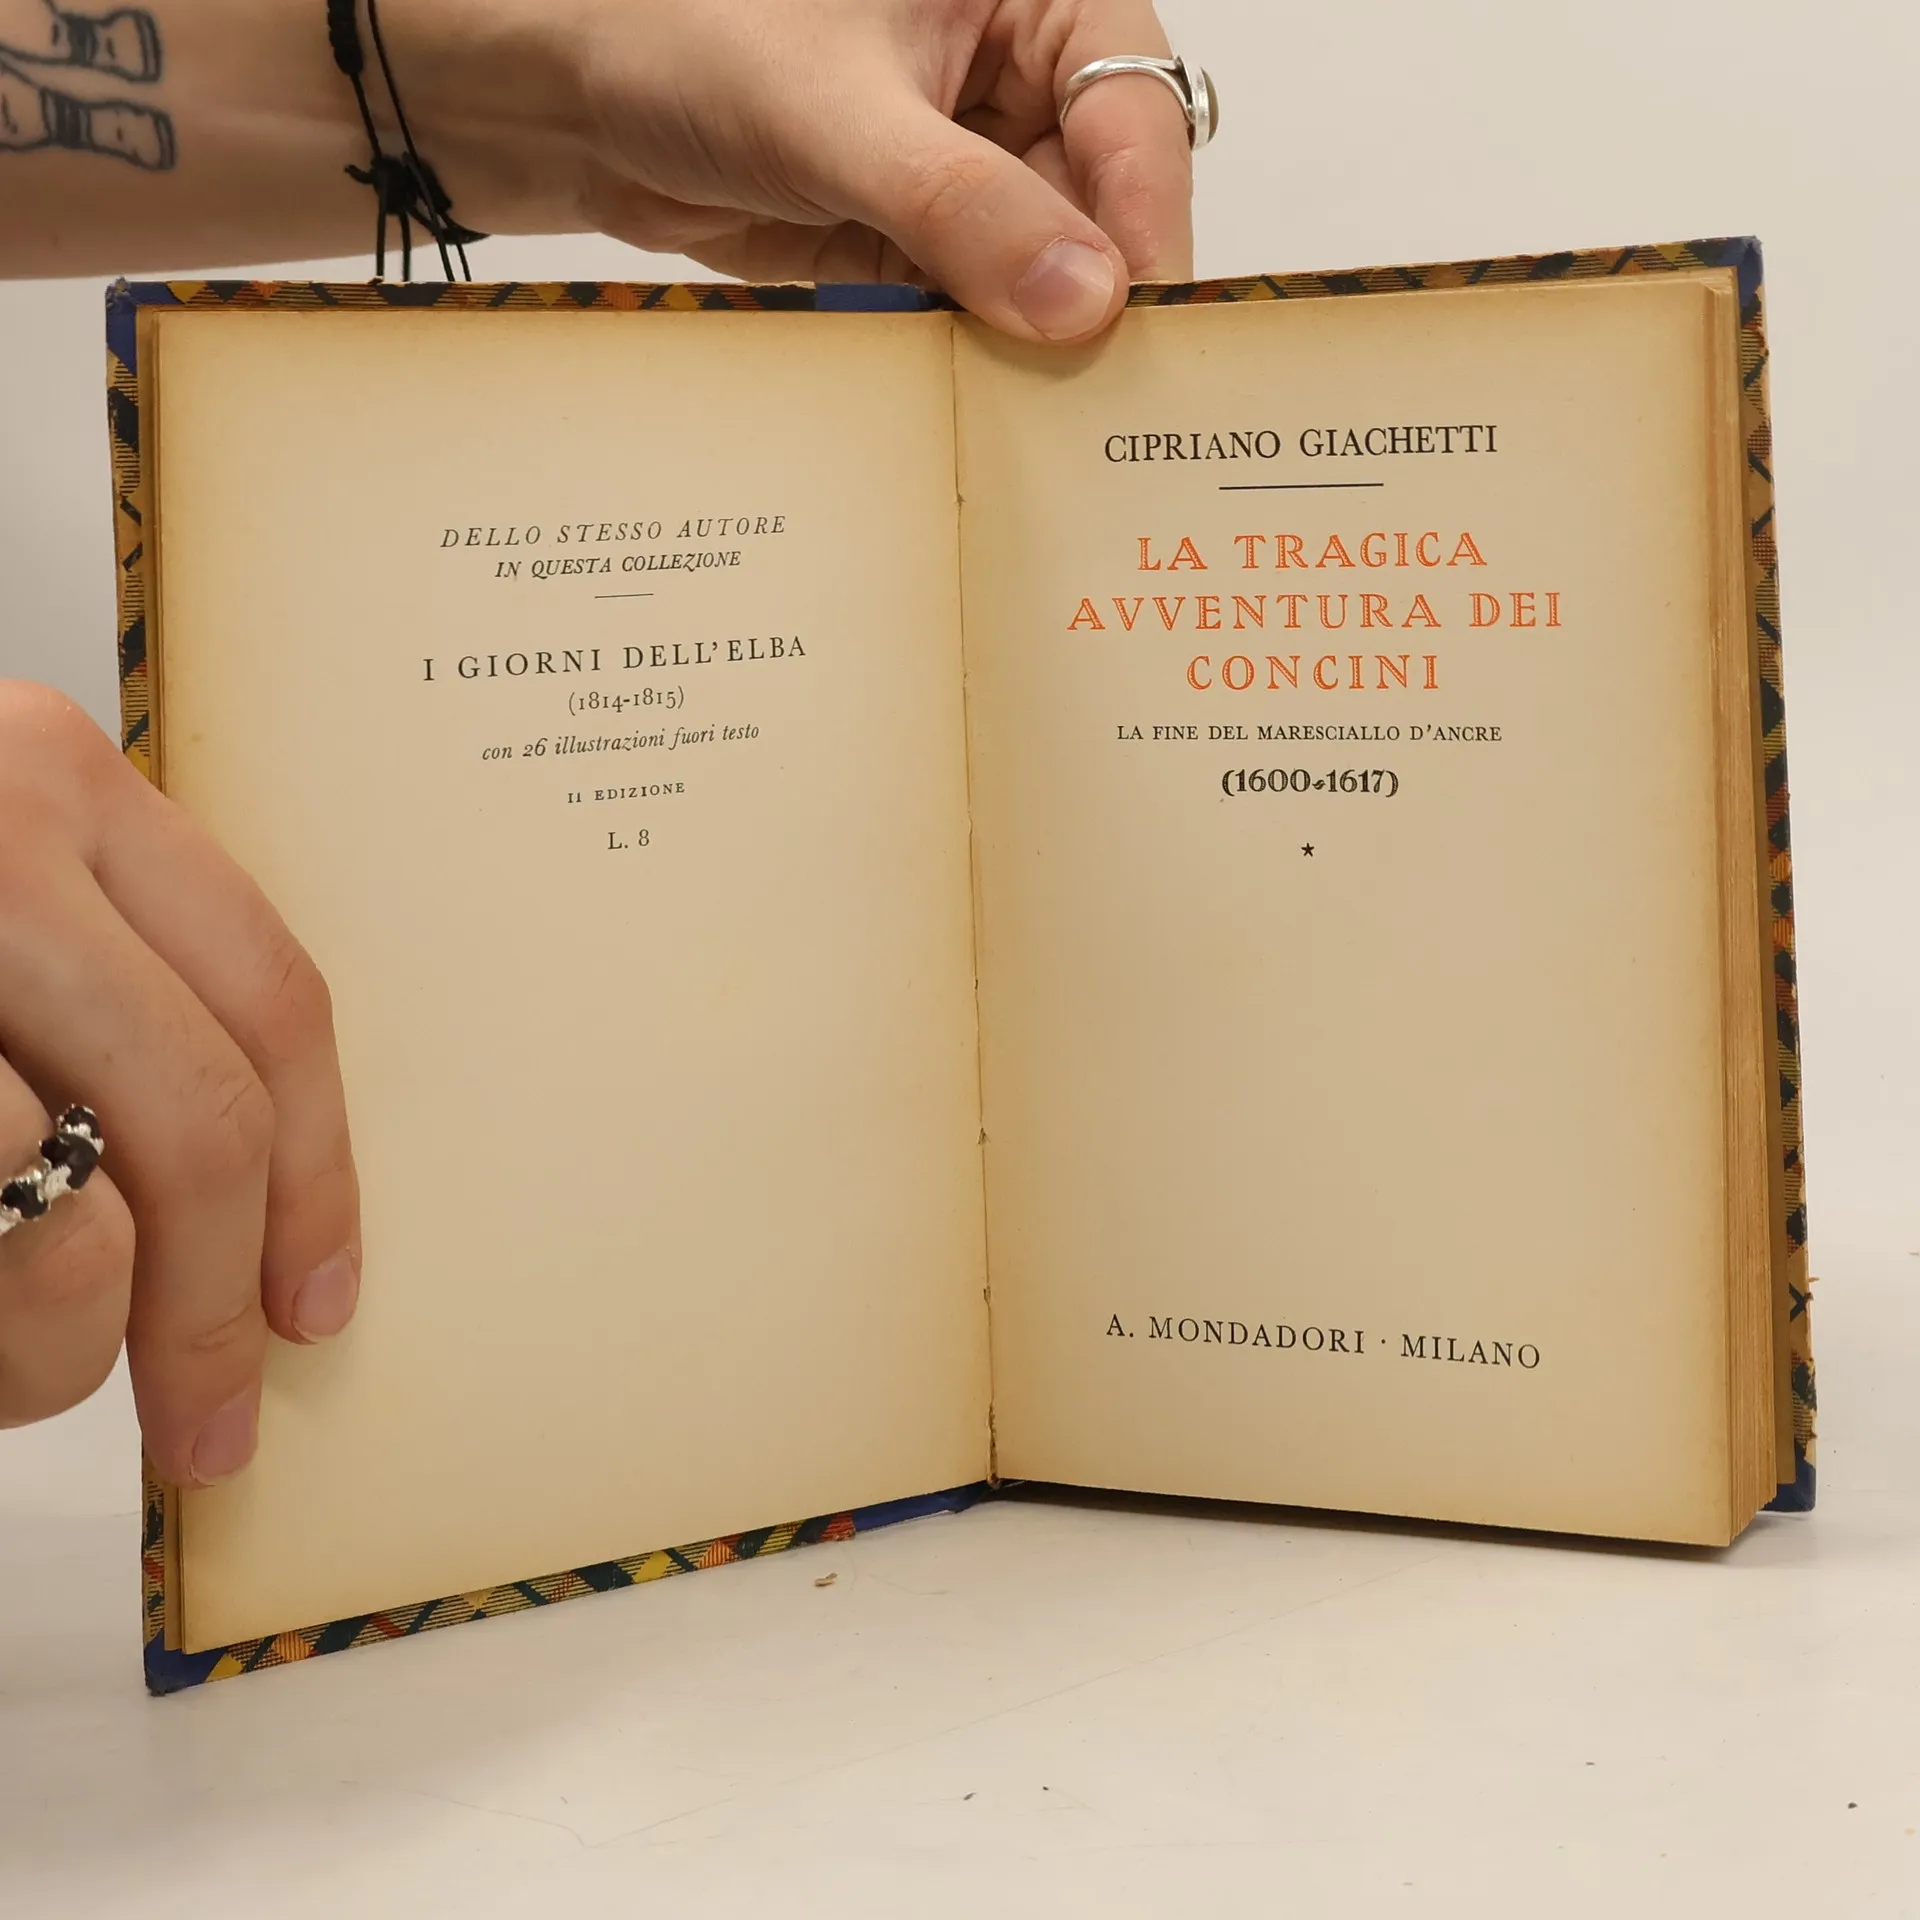 DELLO STESSO AUTORE
IN QUESTA COLLEZIONE
I GIORNI DELL'ELBA
(1814-1815)
con 26 illustrazioni fuori testo
II EDIZIONE
L. 8
CIPRIANO GIACHETTI
LA TRAGICA
AVVENTURA DEI
CONCINI
LA FINE DEL MARESCIALLO D'ANCRE
(1600-1617)
★
A. MONDADORI · MILANO